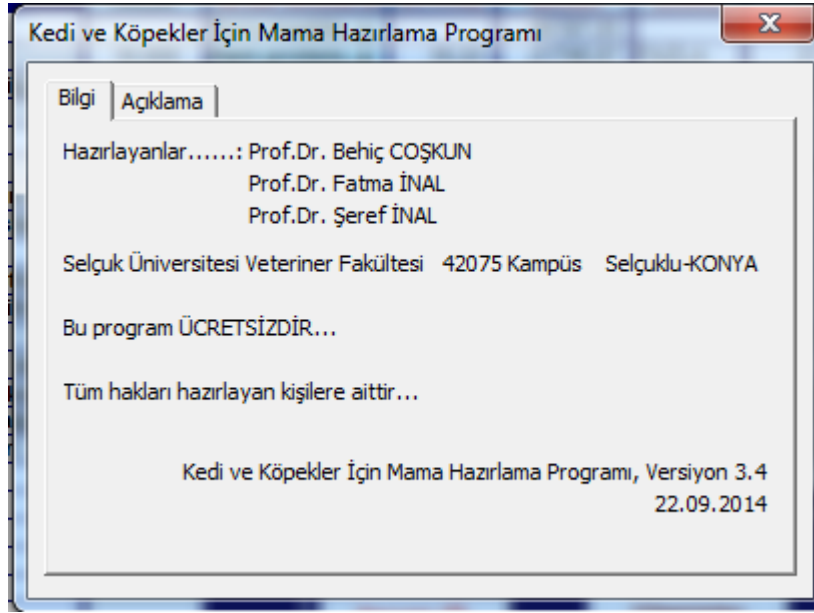 Kedi ve Köpekler İçin Mama Hazırlama Programı
Bilgi Açıklama
Hazırlayanlar......: Prof.Dr. Behiç COŞKUN
Prof.Dr. Fatma İNAL
Prof.Dr. Şeref İNAL
Selçuk Üniversitesi Veteriner Fakültesi 42075 Kampüs Selçuklu-KONYA
Bu program ÜCRETSİZDİR...
Tüm hakları hazırlayan kişilere aittir...
Kedi ve Köpekler İçin Mama Hazırlama Programı, Versiyon 3.4
22.09.2014